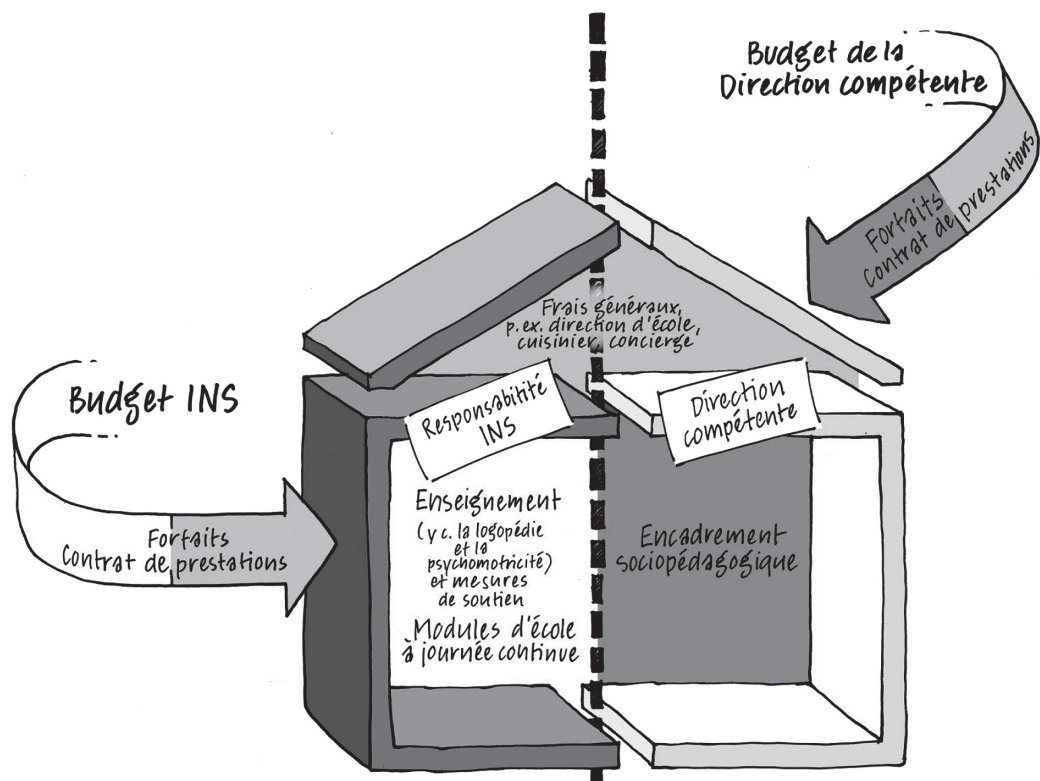 Budget de la
Direction compétente
Forfaits
contrat de prestations
Frais généraux,
p.ex. direction d'école,
cuisinier, concierge
Budget INS
Responsabitité
INS
Direction
compétente
Forfaits
Contrat de prestations
Enseignement
(y c. la logopédie
et la
psychomotricité)
et mesures
de soutien
Modules d'école
à journée continue
Encadrement
sociopédagogique